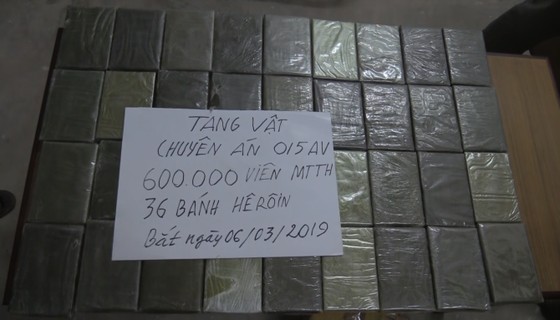 TANG VẬT
CHUYÊN ÁN 015AV
600.000 VIÊN MTTH
36 BÁNH HÊRÔIN
Bắt ngày 06/03/2019